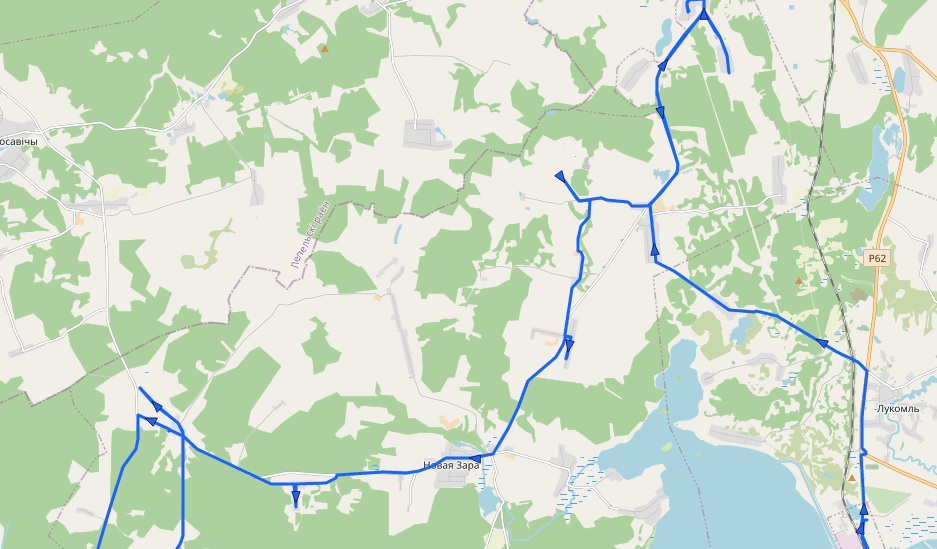 осавічы
Лепельскі раён
Р62
Лукомль
Новая Зара